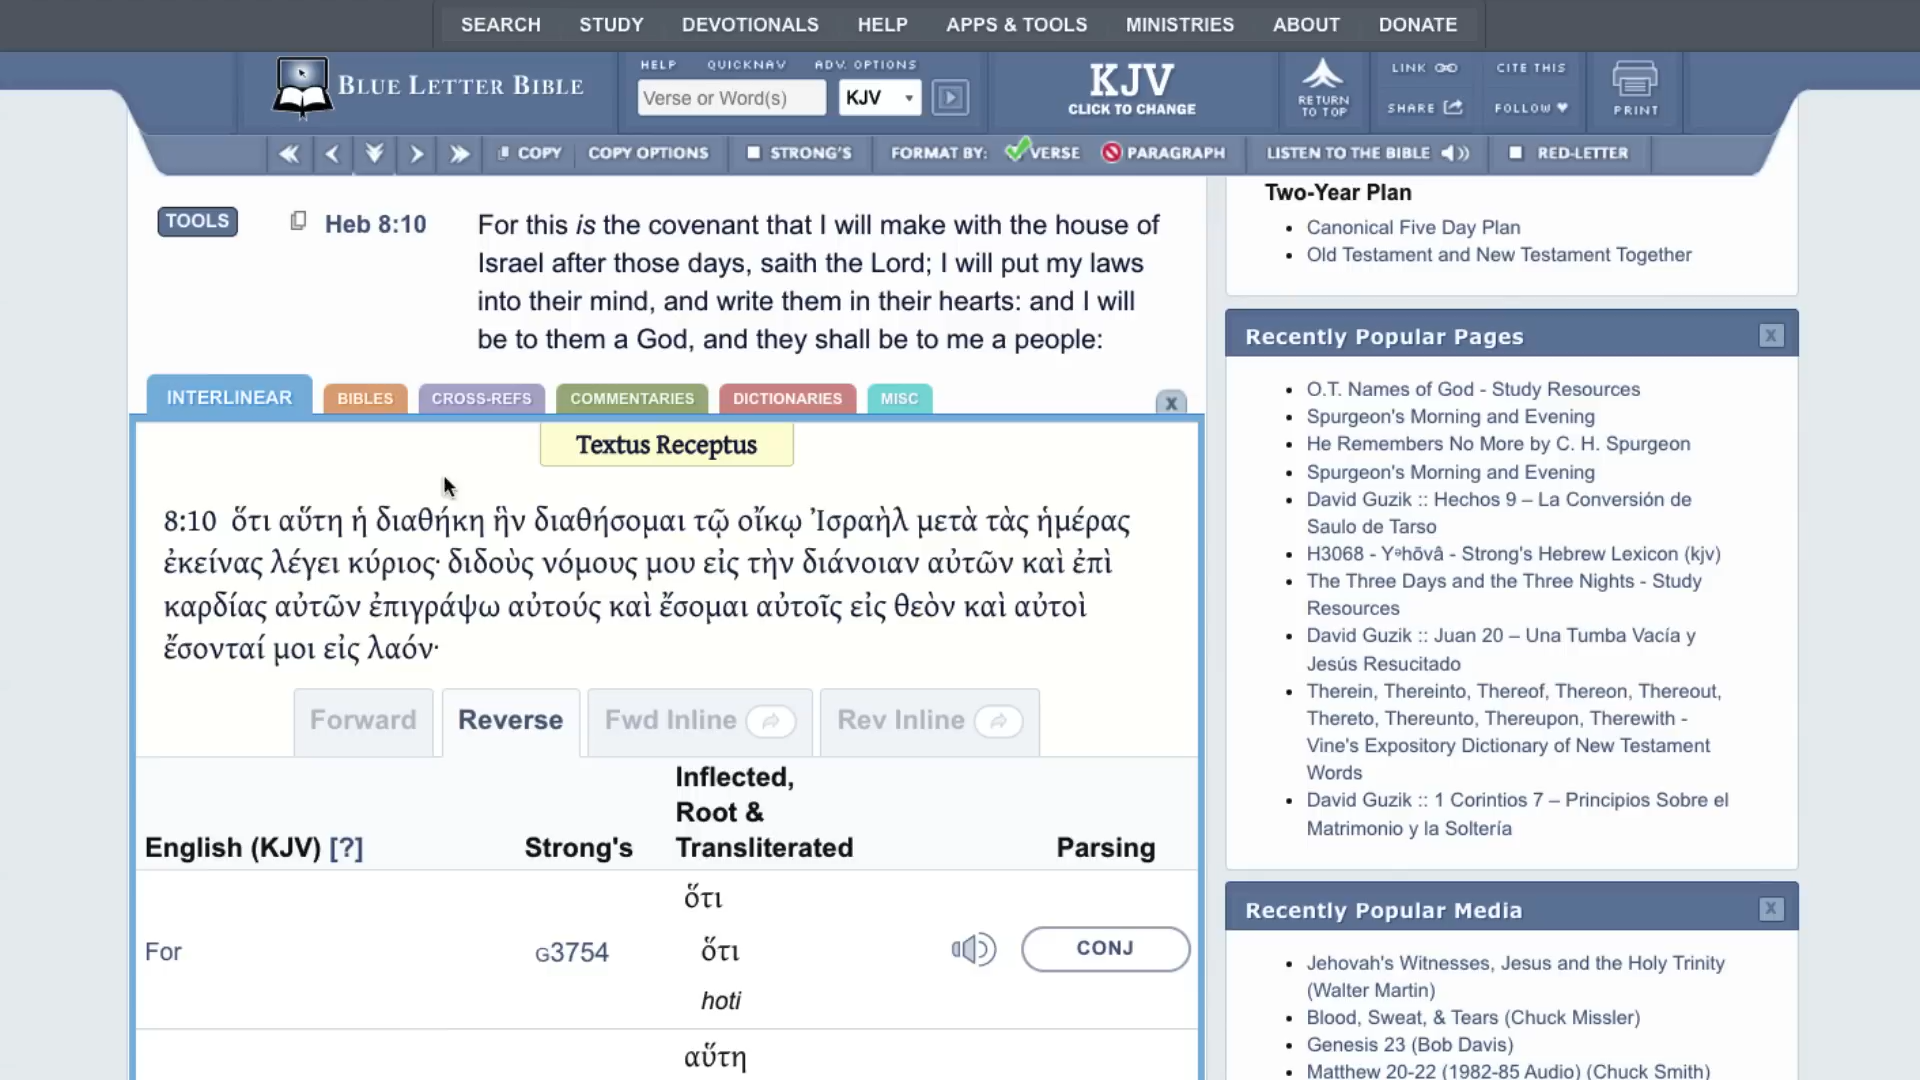 SEARCH STUDY DEVOTIONALS HELP APPS & TOOLS MINISTRIES ABOUT DONATE
BLUE LETTER BIBLE
HELP QUICKNAV ADV. OPTIONS
Verse or Word(s) KJV
KJV
CLICK TO CHANGE
RETURN
TO TOP
LINK CITE THIS
SHARE FOLLOW
PRINT
COPY COPY OPTIONS STRONG'S FORMAT BY: VERSE PARAGRAPH LISTEN TO THE BIBLE RED-LETTER
TOOLS Heb 8:10 For this is the covenant that I will make with the house of
Israel after those days, saith the Lord; I will put my laws
into their mind, and write them in their hearts: and I will
be to them a God, and they shall be to me a people:
INTERLINEAR BIBLES CROSS-REFS COMMENTARIES DICTIONARIES MISC X
Textus Receptus
8:10 ὅτι αὕτη ἡ διαθήκη ἣν διαθήσομαι τῷ οἴκῳ Ἰσραὴλ μετὰ τὰς ἡμέρας
ἐκείνας λέγει κύριος· διδοὺς νόμους μου εἰς τὴν διάνοιαν αὐτῶν καὶ ἐπὶ
καρδίας αὐτῶν ἐπιγράψω αὐτούς καὶ ἔσομαι αὐτοῖς εἰς θεὸν καὶ αὐτοὶ
ἔσονταί μοι εἰς λαόν·
Forward Reverse Fwd Inline Rev Inline
English (KJV) [?] Strong's Inflected,
Root &
Transliterated Parsing
For G3754 ὅτι
ὅτι
hoti CONJ
αὕτη
Two-Year Plan
Canonical Five Day Plan
Old Testament and New Testament Together
Recently Popular Pages X
O.T. Names of God - Study Resources
Spurgeon's Morning and Evening
He Remembers No More by C. H. Spurgeon
Spurgeon's Morning and Evening
David Guzik :: Hechos 9 – La Conversión de
Saulo de Tarso
H3068 - Yᵊhōvâ - Strong's Hebrew Lexicon (kjv)
The Three Days and the Three Nights - Study
Resources
David Guzik :: Juan 20 – Una Tumba Vacía y
Jesús Resucitado
Therein, Thereinto, Thereof, Thereon, Thereout,
Thereto, Thereunto, Thereupon, Therewith -
Vine's Expository Dictionary of New Testament
Words
David Guzik :: 1 Corintios 7 – Principios Sobre el
Matrimonio y la Soltería
Recently Popular Media X
Jehovah's Witnesses, Jesus and the Holy Trinity
(Walter Martin)
Blood, Sweat, & Tears (Chuck Missler)
Genesis 23 (Bob Davis)
Matthew 20-22 (1982-85 Audio) (Chuck Smith)